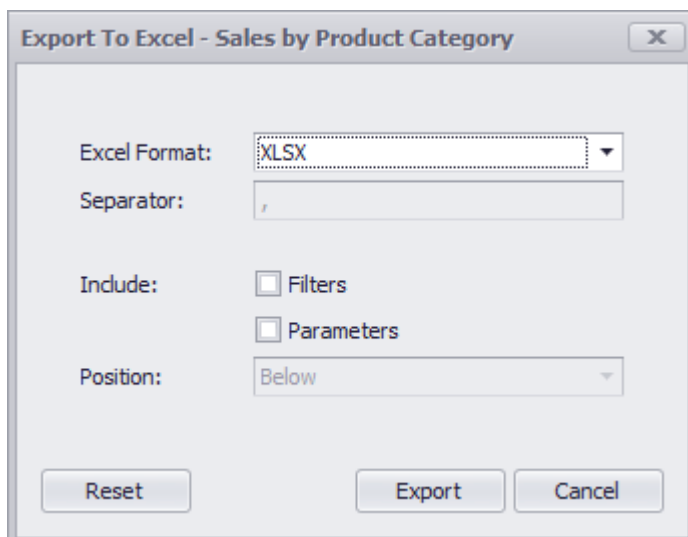 Export To Excel - Sales by Product Category
Excel Format: XLSX
Separator: ,
Include: Filters
Parameters
Position: Below
Reset Export Cancel